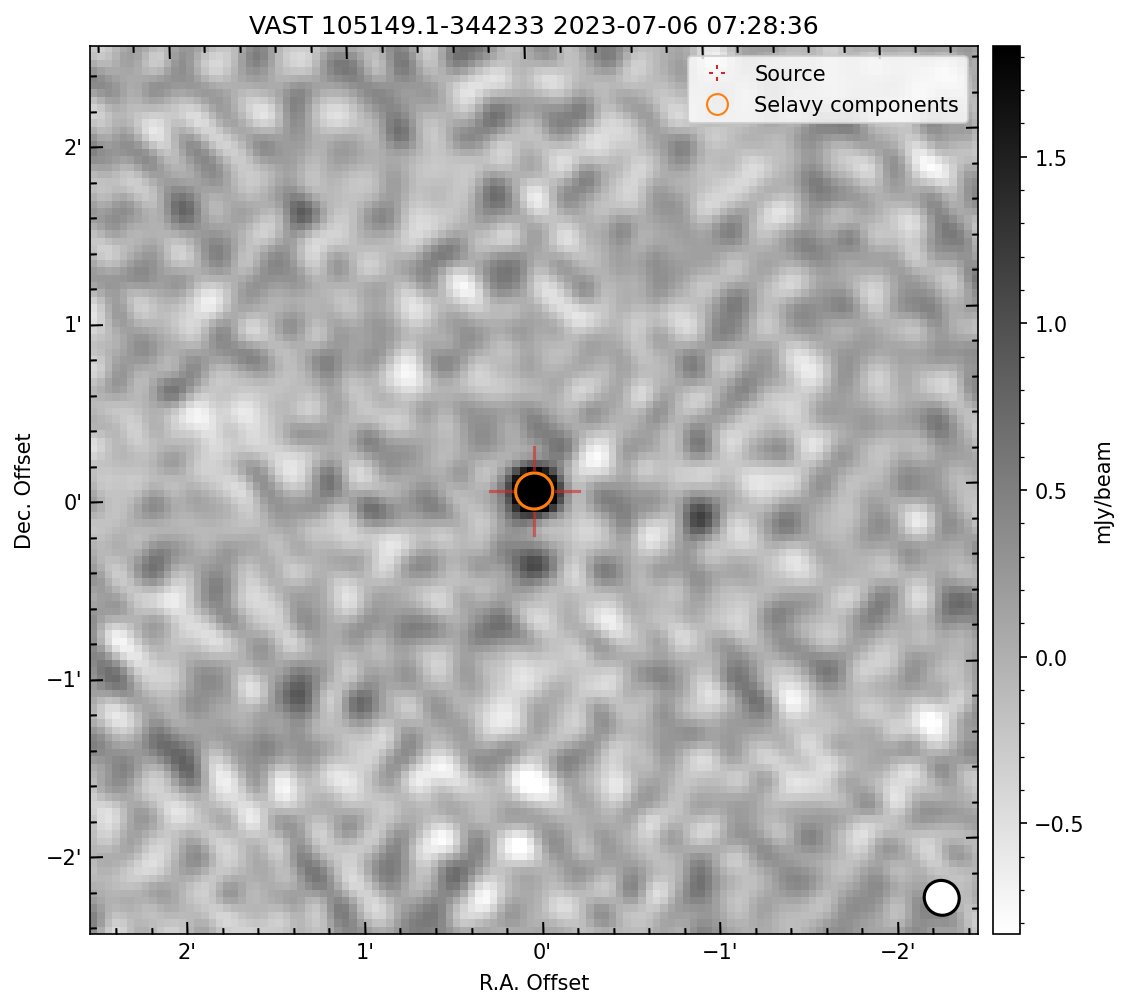 VAST 105149.1-344233 2023-07-06 07:28:36
Source
Selavy components
2'
1'
0'
−1'
−2'
Dec. Offset
2'
1'
0'
−1'
−2'
R.A. Offset
1.5
1.0
0.5
0.0
−0.5
mJy/beam